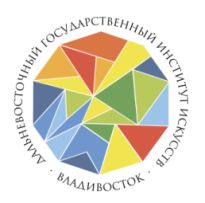 ДАЛЬНЕВОСТОЧНЫЙ ГОСУДАРСТВЕННЫЙ ИНСТИТУТ ИСКУССТВ
· ВЛАДИВОСТОК ·